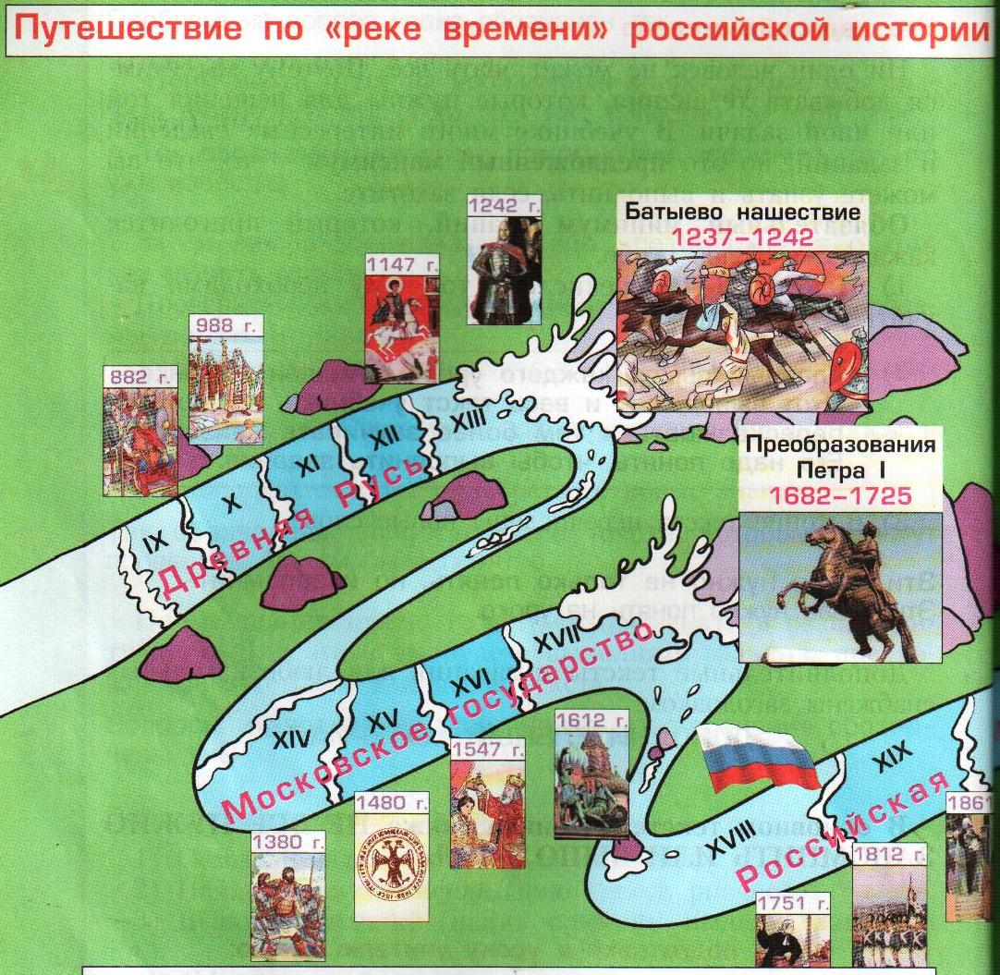 Путешествие по «реке времени» российской истории
1242 г.
Батыево нашествие
1237–1242
1147 г.
988 г.
882 г.
IX
X
XI
XII
XIII
Древняя Русь
Преобразования
Петра I
1682–1725
XIV
XV
XVI
XVII
Московское государство
1612 г.
1547 г.
1480 г.
1380 г.
XVIII
XIX
Российская
1861
1812 г.
1751 г.